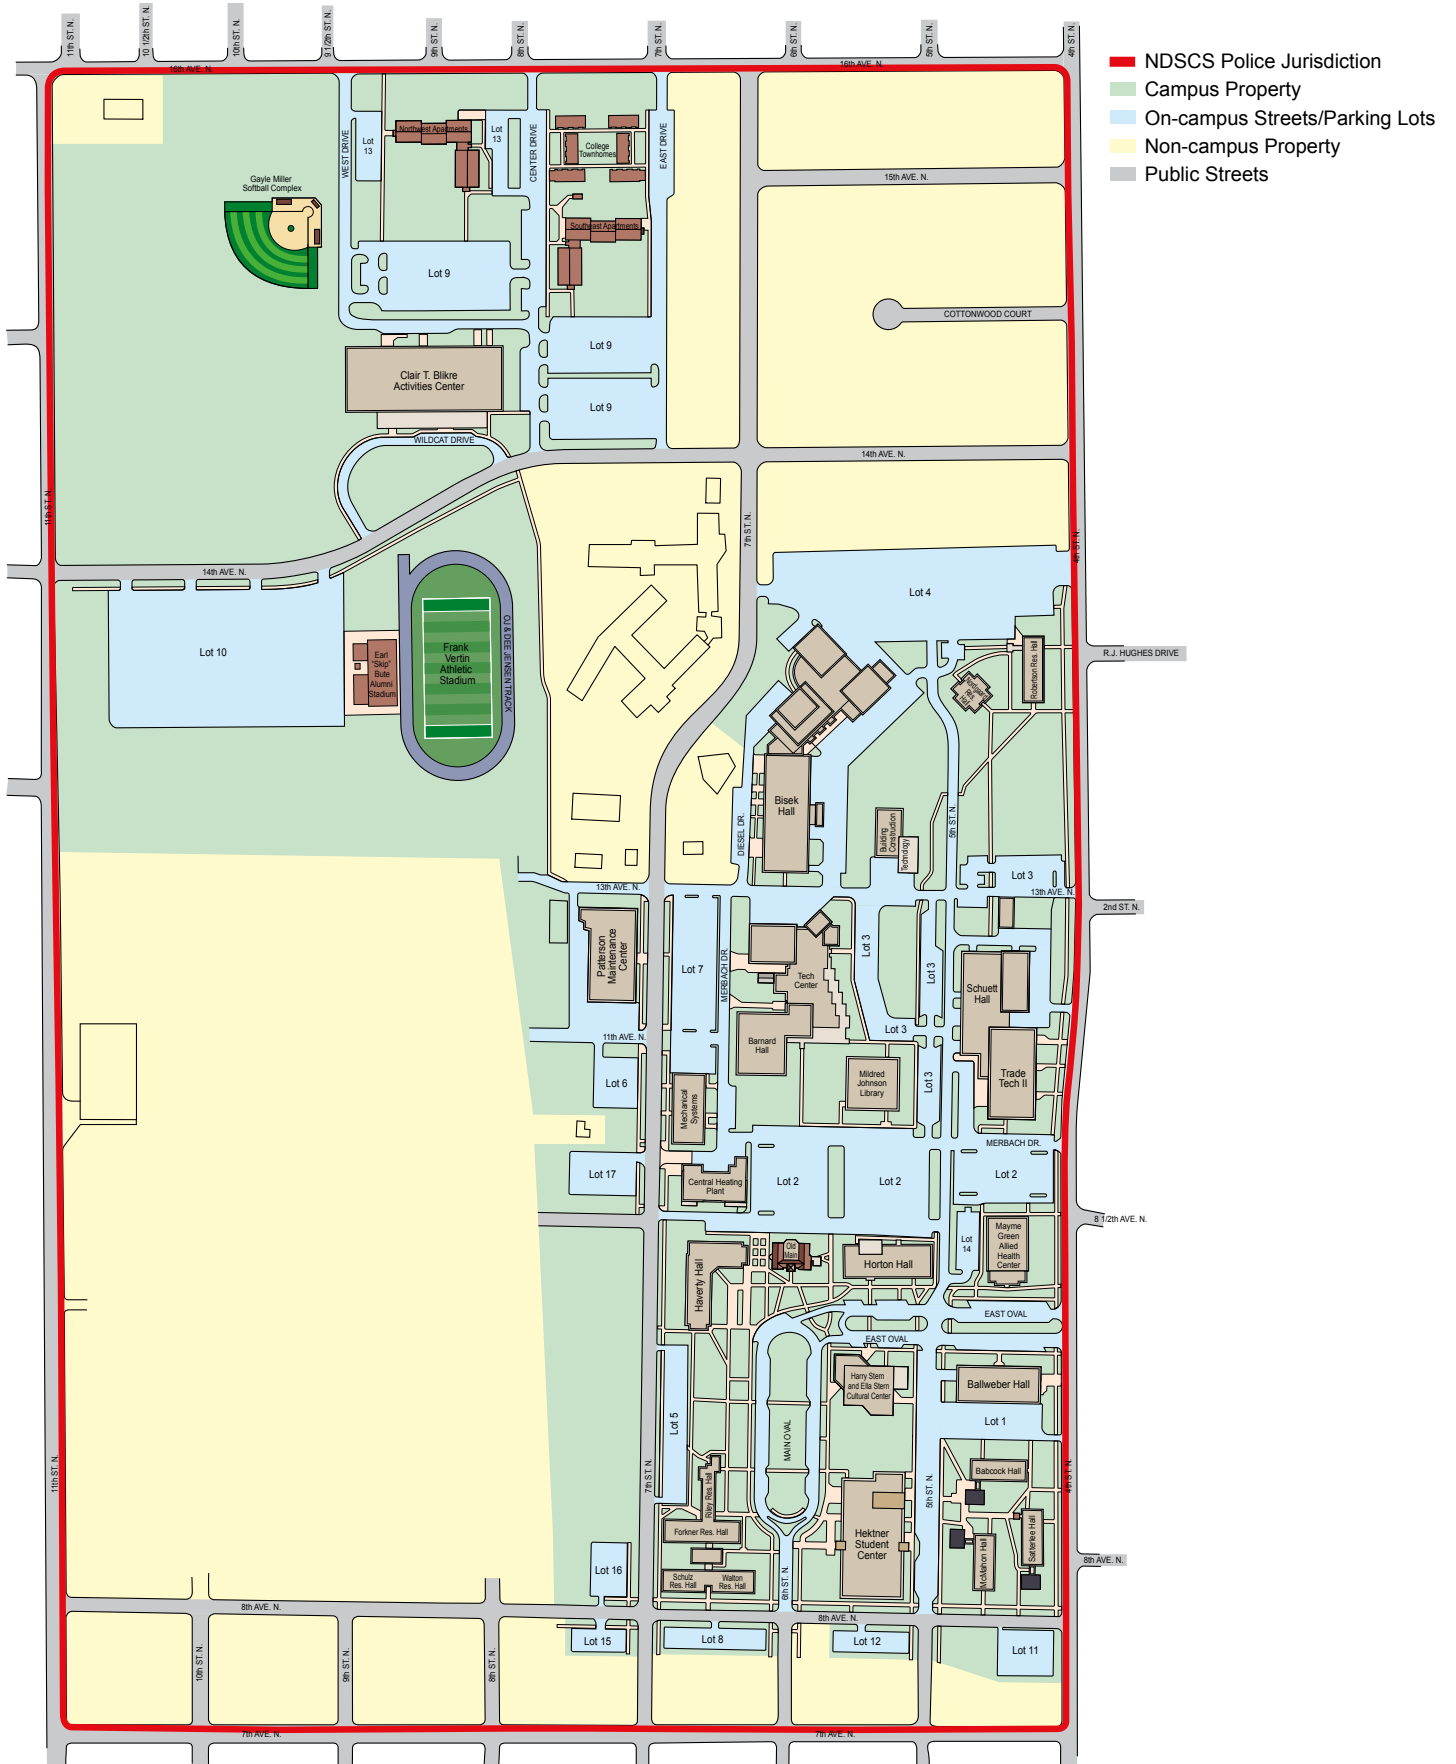 11th ST. N.
10 1/2th ST. N.
10th ST. N.
9 1/2th ST. N.
9th ST. N.
8th ST. N.
7th ST. N.
6th ST. N.
5th ST. N.
4th ST. N.
16th AVE. N.
16th AVE. N.
NDSCS Police Jurisdiction
Campus Property
On-campus Streets/Parking Lots
Non-campus Property
Public Streets
WEST DRIVE
Lot
13
Northwest Apartments
Lot
13
CENTER DRIVE
College
Townhomes
EAST DRIVE
15th AVE. N.
Gayle Miller
Softball Complex
Southeast Apartments
Lot 9
COTTONWOOD COURT
Lot 9
Clair T. Blikre
Activities Center
Lot 9
WILDCAT DRIVE
14th AVE. N.
11th ST. N.
7th ST. N.
4th ST. N.
14th AVE. N.
Lot 4
Lot 10
Earl
"Skip"
Bute
Alumni
Stadium
Frank
Vertin
Athletic
Stadium
OJ & DEE JENSEN TRACK
R.J. HUGHES DRIVE
Robertson Res. Hall
Nordgaard
Res.
Hall
Bisek
Hall
DIESEL DR.
Building
Construction
Technology
5th ST. N.
Lot 3
13th AVE. N.
13th AVE. N.
2nd ST. N.
Patterson
Maintenance
Center
Lot 7
MERBACH DR.
Tech
Center
Lot 3
Lot 3
Schuett
Hall
Lot 3
11th AVE. N.
Barnard
Hall
Mildred
Johnson
Library
Lot 3
Trade
Tech II
Lot 6
Mechanical
Systems
MERBACH DR.
Lot 17
Central Heating
Plant
Lot 2
Lot 2
Lot 2
8 1/2th AVE. N.
Lot
14
Mayme
Green
Allied
Health
Center
Haverty Hall
Old
Main
Horton Hall
EAST OVAL
EAST OVAL
Harry Stern
and Ella Stern
Cultural Center
Ballweber Hall
Lot 5
MAIN OVAL
Lot 1
11th ST. N.
7th ST. N.
Riley Res. Hall
5th ST. N.
Babcock Hall
4th ST. N.
Forkner Res. Hall
Hektner
Student
Center
Satterlee Hall
McMahon Hall
8th AVE. N.
Lot 16
Schulz
Res. Hall
Walton
Res. Hall
6th ST. N.
8th AVE. N.
8th AVE. N.
Lot 15
Lot 8
Lot 12
Lot 11
10th ST. N.
9th ST. N.
8th ST. N.
7th AVE. N.
7th AVE. N.